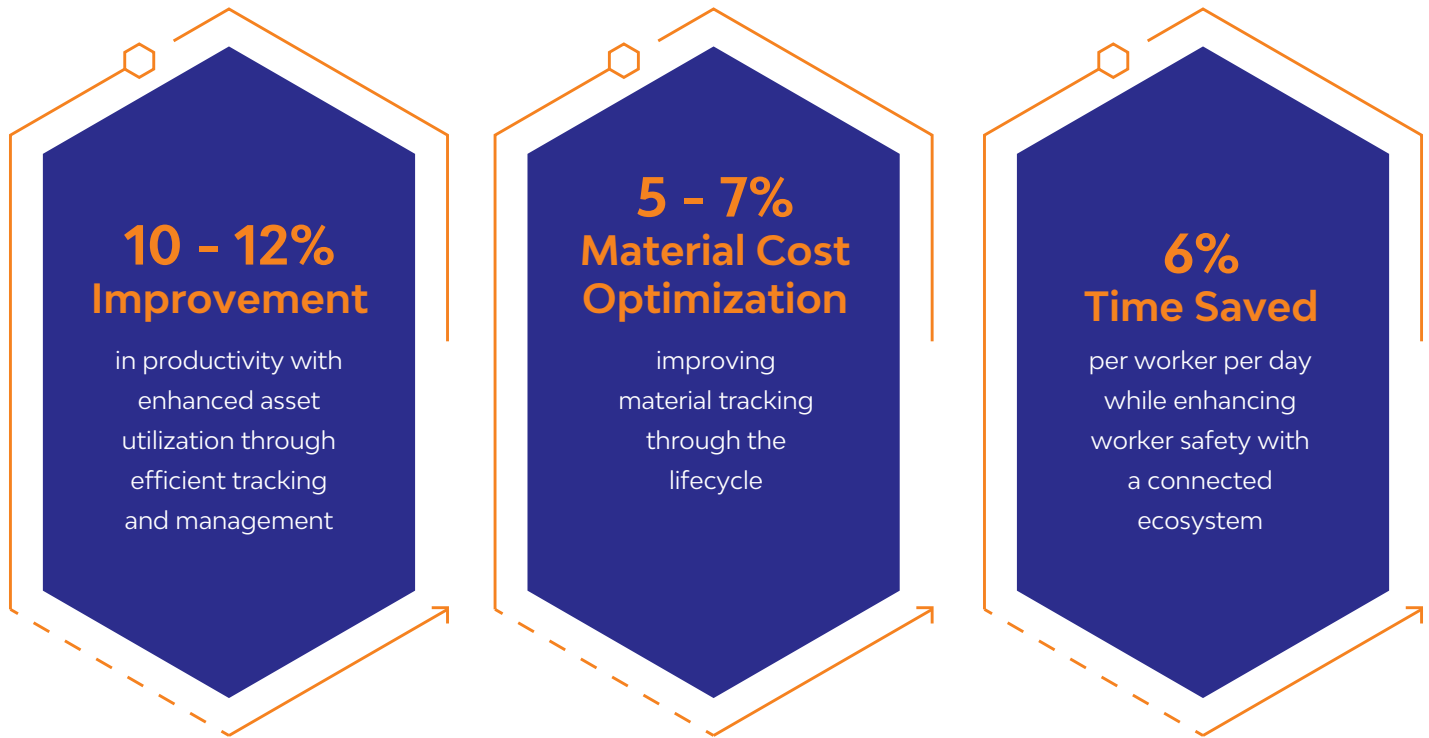 10 - 12%
Improvement
in productivity with
enhanced asset
utilization through
efficient tracking
and management
5 - 7%
Material Cost
Optimization
improving
material tracking
through the
lifecycle
6%
Time Saved
per worker per day
while enhancing
worker safety with
a connected
ecosystem